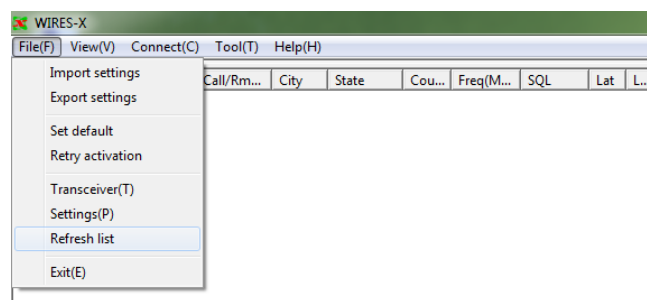 WIRES-X
File(F) View(V) Connect(C) Tool(T) Help(H)
Call/Rm... City State Cou... Freq(M... SQL Lat L..
Import settings
Export settings
Set default
Retry activation
Transceiver(T)
Settings(P)
Refresh list
Exit(E)